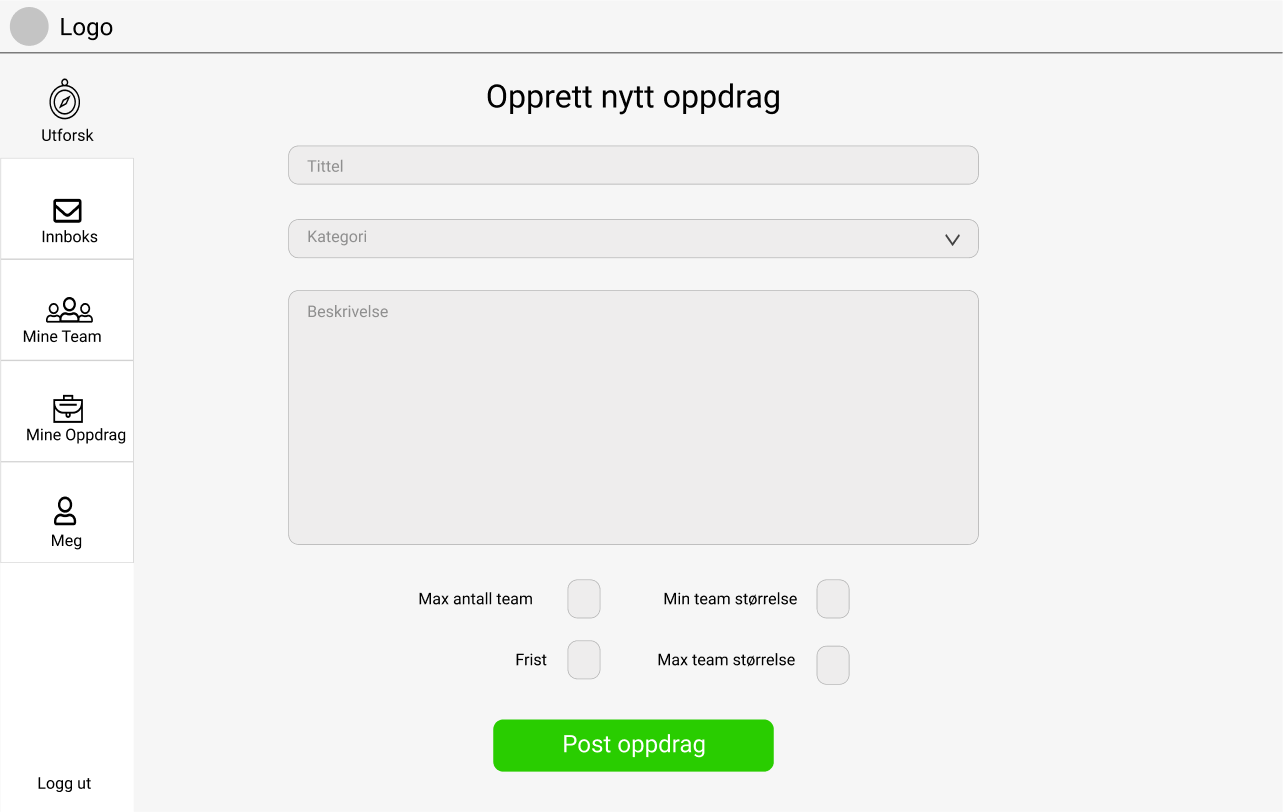 Logo
Utforsk
Innboks
Mine Team
Mine Oppdrag
Meg
Logg ut
Opprett nytt oppdrag
Tittel
Kategori
Beskrivelse
Max antall team
Min team størrelse
Frist
Max team størrelse
Post oppdrag